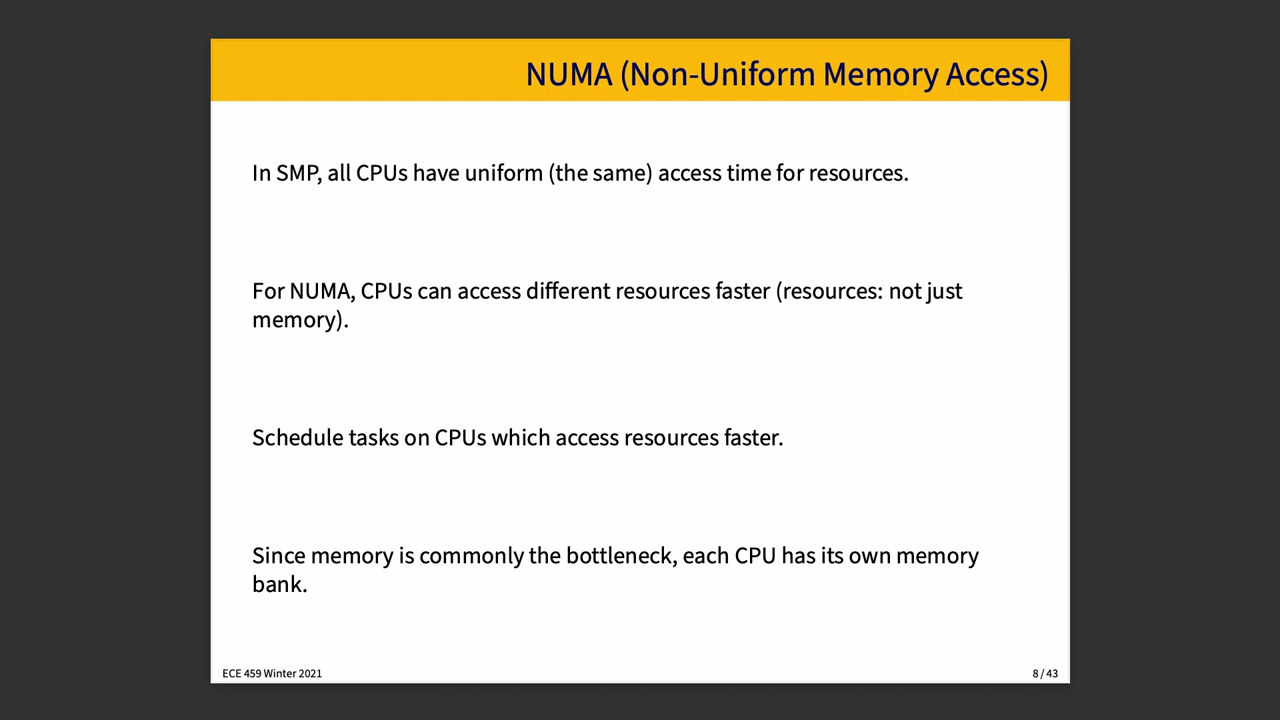 NUMA (Non-Uniform Memory Access)
In SMP, all CPUs have uniform (the same) access time for resources.
For NUMA, CPUs can access different resources faster (resources: not just
memory).
Schedule tasks on CPUs which access resources faster.
Since memory is commonly the bottleneck, each CPU has its own memory
bank.
ECE 459 Winter 2021
8 / 43